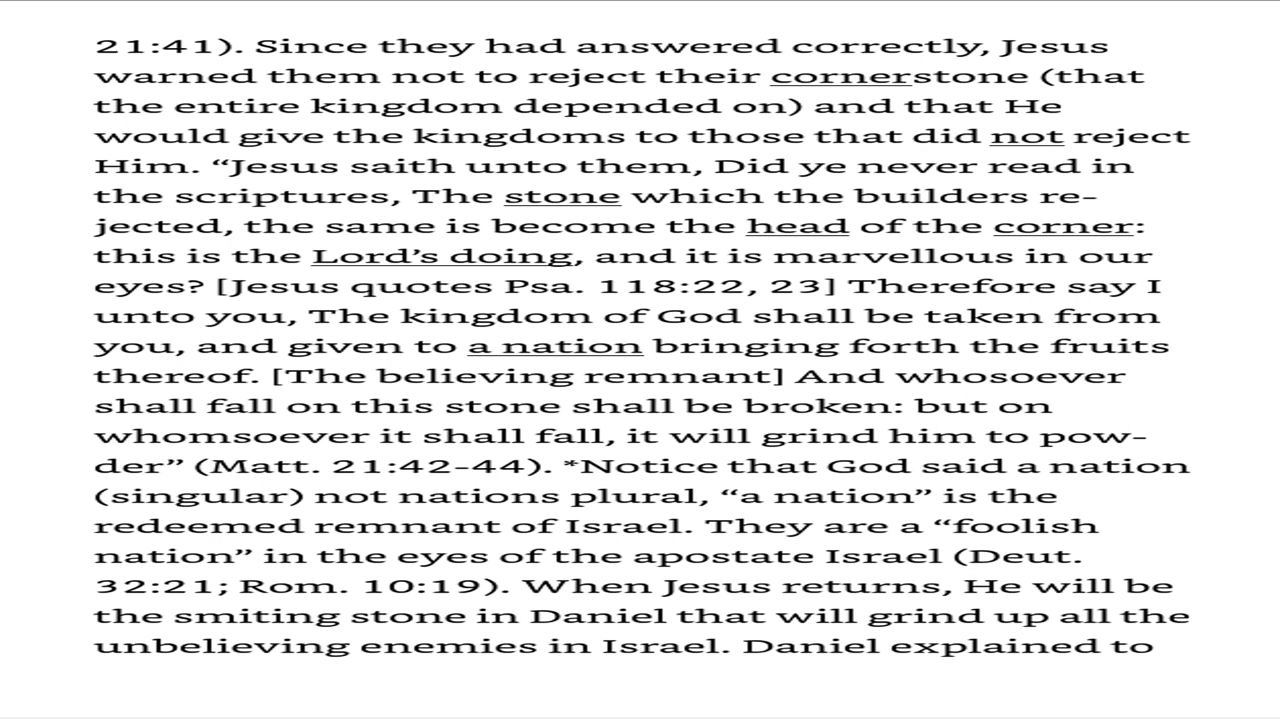 21:41). Since they had answered correctly, Jesus
warned them not to reject their cornerstone (that
the entire kingdom depended on) and that He
would give the kingdoms to those that did not reject
Him. “Jesus saith unto them, Did ye never read in
the scriptures, The stone which the builders re-
jected, the same is become the head of the corner:
this is the Lord’s doing, and it is marvellous in our
eyes? [Jesus quotes Psa. 118:22, 23] Therefore say I
unto you, The kingdom of God shall be taken from
you, and given to a nation bringing forth the fruits
thereof. [The believing remnant] And whosoever
shall fall on this stone shall be broken: but on
whomsoever it shall fall, it will grind him to pow-
der” (Matt. 21:42-44). *Notice that God said a nation
(singular) not nations plural, “a nation” is the
redeemed remnant of Israel. They are a “foolish
nation” in the eyes of the apostate Israel (Deut.
32:21; Rom. 10:19). When Jesus returns, He will be
the smiting stone in Daniel that will grind up all the
unbelieving enemies in Israel. Daniel explained to